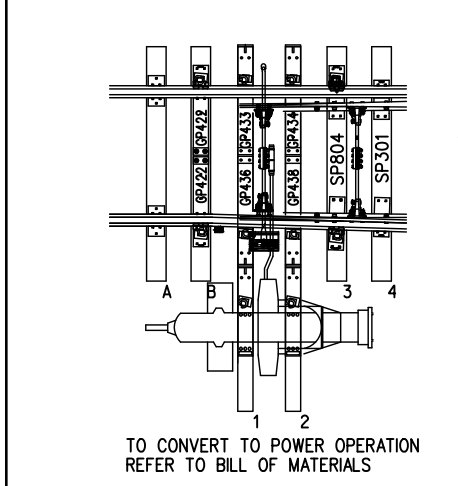 GP429
GP433
GP434
GP422
GP436
GP438
SP804
SP301
A
B
3
4
1
2
TO CONVERT TO POWER OPERATION
REFER TO BILL OF MATERIALS